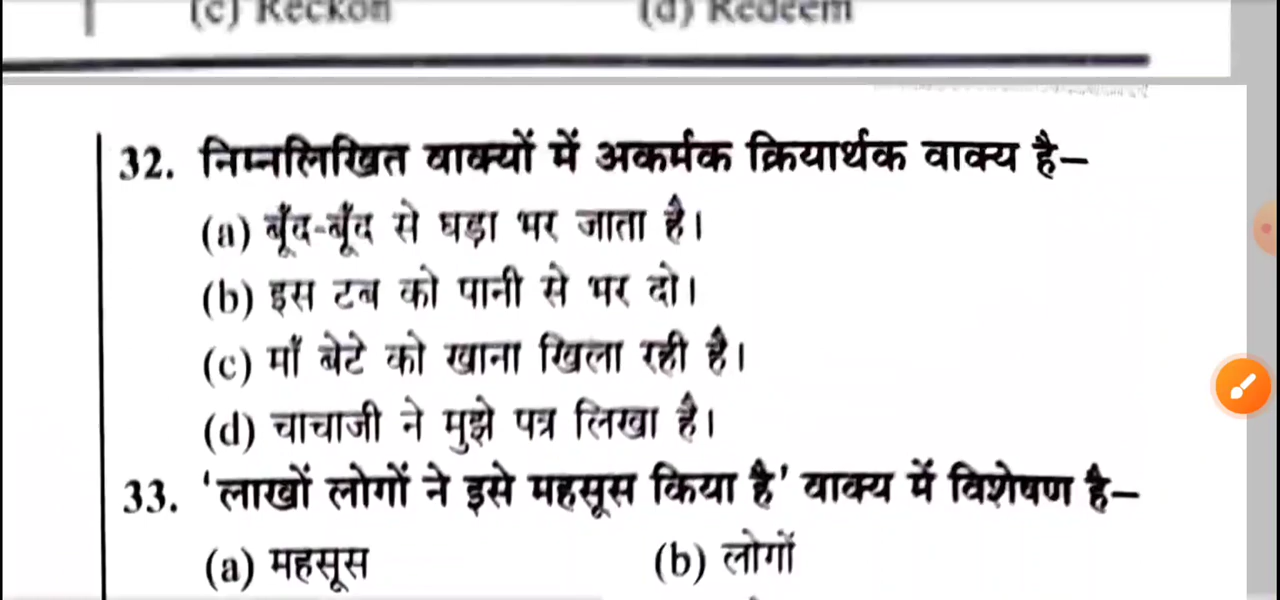 (c) Reckon (d) Redeem
32. निम्नलिखित वाक्यों में अकर्मक क्रियार्थक वाक्य है–
(a) बूँद-बूँद से घड़ा भर जाता है।
(b) इस टब को पानी से भर दो।
(c) माँ बेटे को खाना खिला रही है।
(d) चाचाजी ने मुझे पत्र लिखा है।
33. 'लाखों लोगों ने इसे महसूस किया है' वाक्य में विशेषण है–
(a) महसूस (b) लोगों